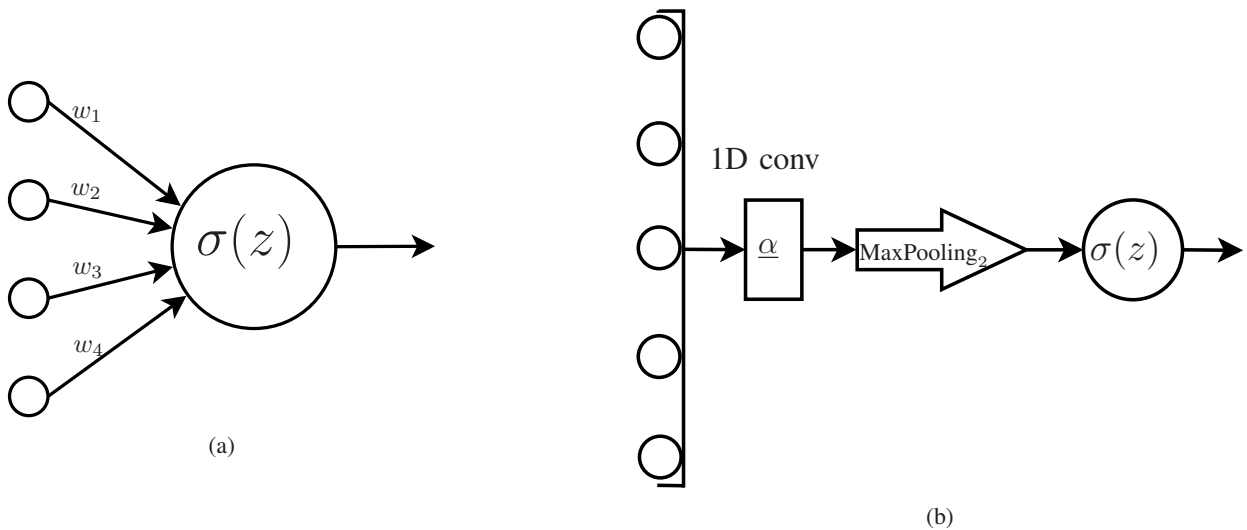 w₁
w₂
w₃
w₄
σ(z)
(a)
1D conv
α
MaxPooling₂
σ(z)
(b)